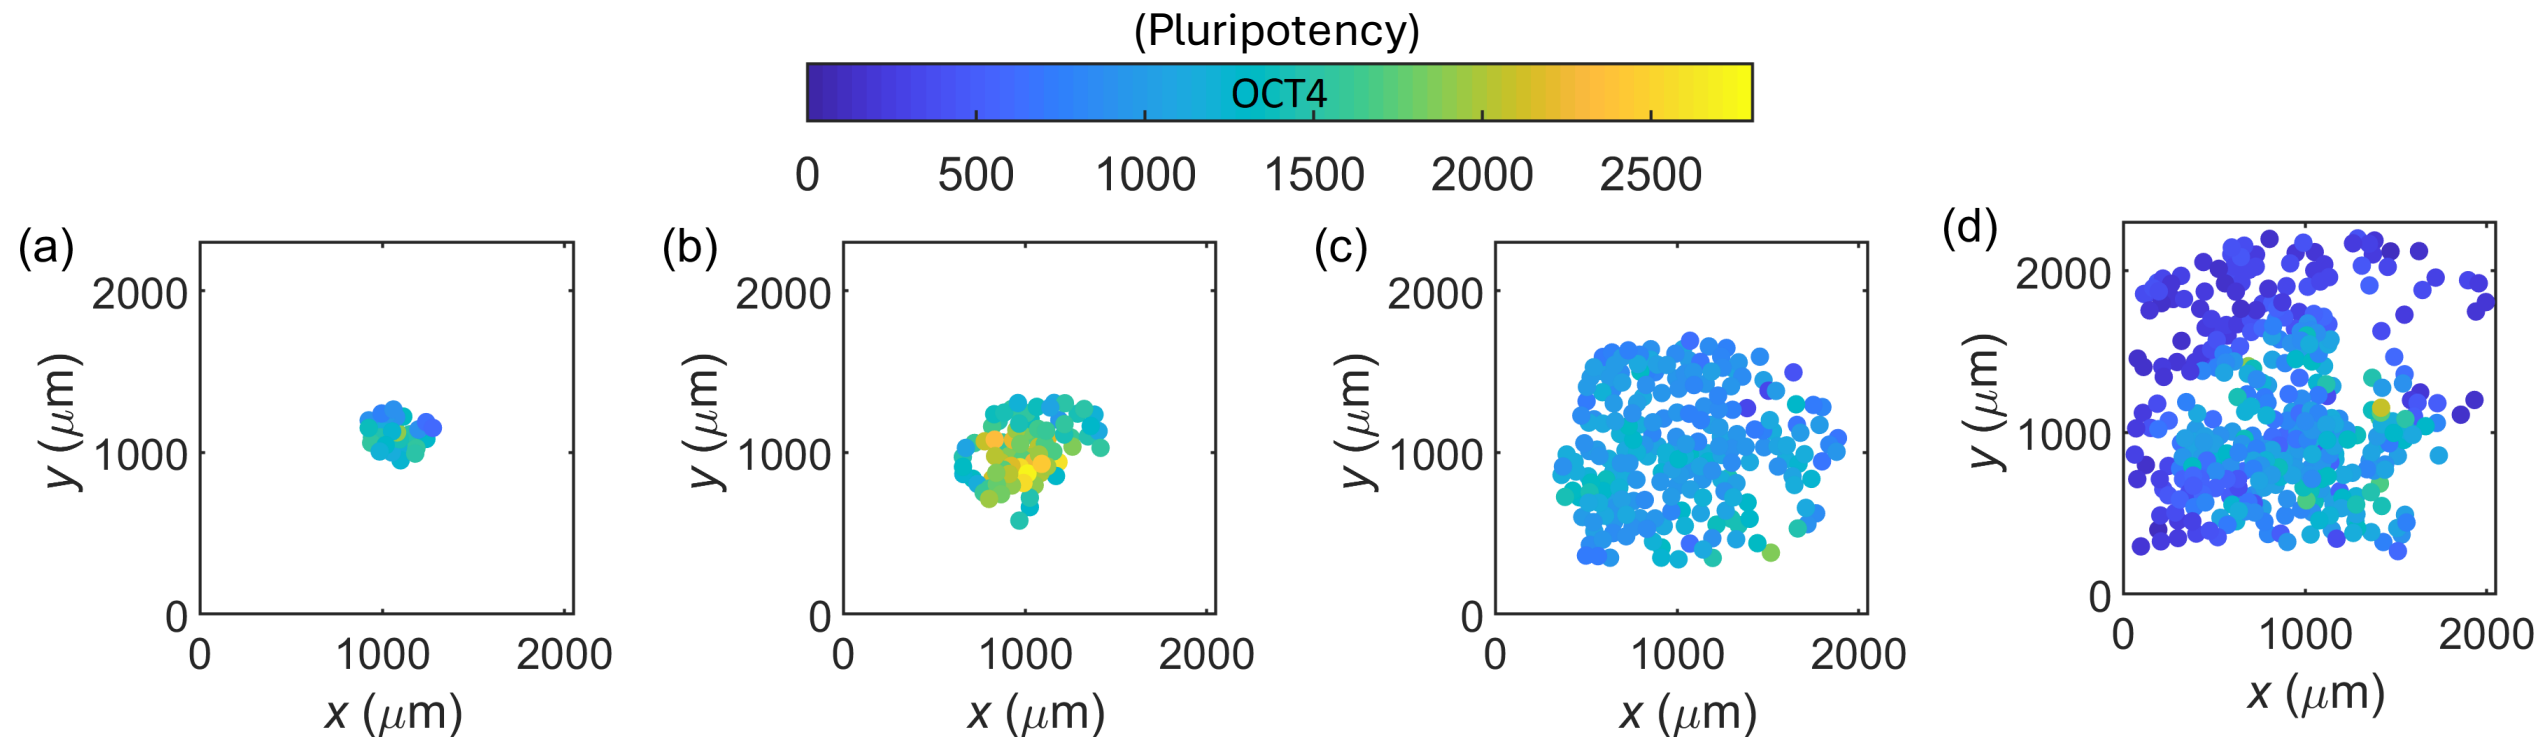 (Pluripotency)
OCT4
0 500 1000 1500 2000 2500
(a) (b) (c) (d)
2000 2000 2000 2000
1000 1000 1000 1000
0 0 0 0
y (μm) y (μm) y (μm) y (μm)
0 1000 2000 0 1000 2000 0 1000 2000 0 1000 2000
x (μm) x (μm) x (μm) x (μm)